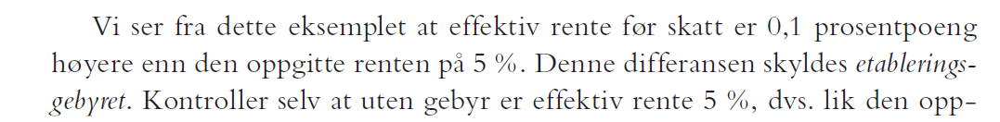 Vi ser fra dette eksemplet at effektiv rente før skatt er 0,1 prosentpoeng
høyere enn den oppgitte renten på 5 %. Denne differansen skyldes etablerings-
gebyret. Kontroller selv at uten gebyr er effektiv rente 5 %, dvs. lik den opp-